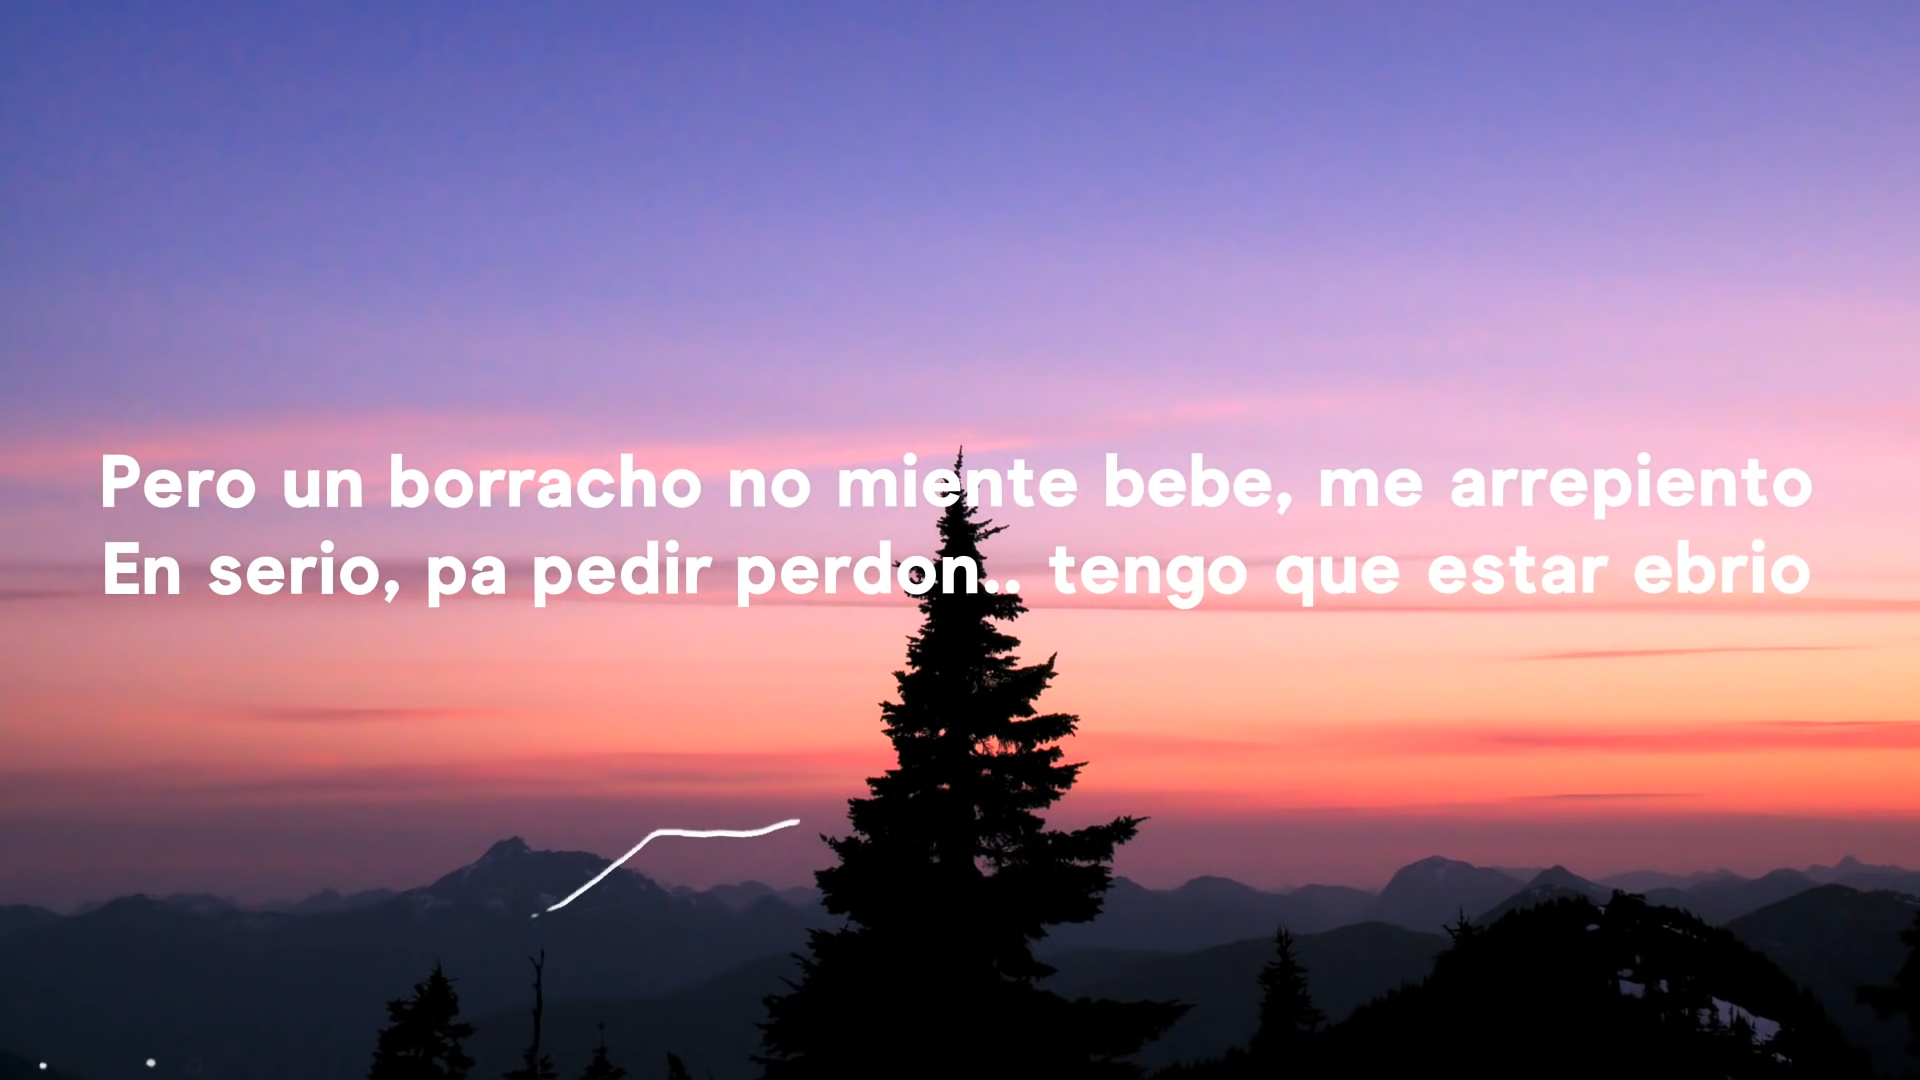 Pero un borracho no miente bebe, me arrepiento
En serio, pa pedir perdon.. tengo que estar ebrio